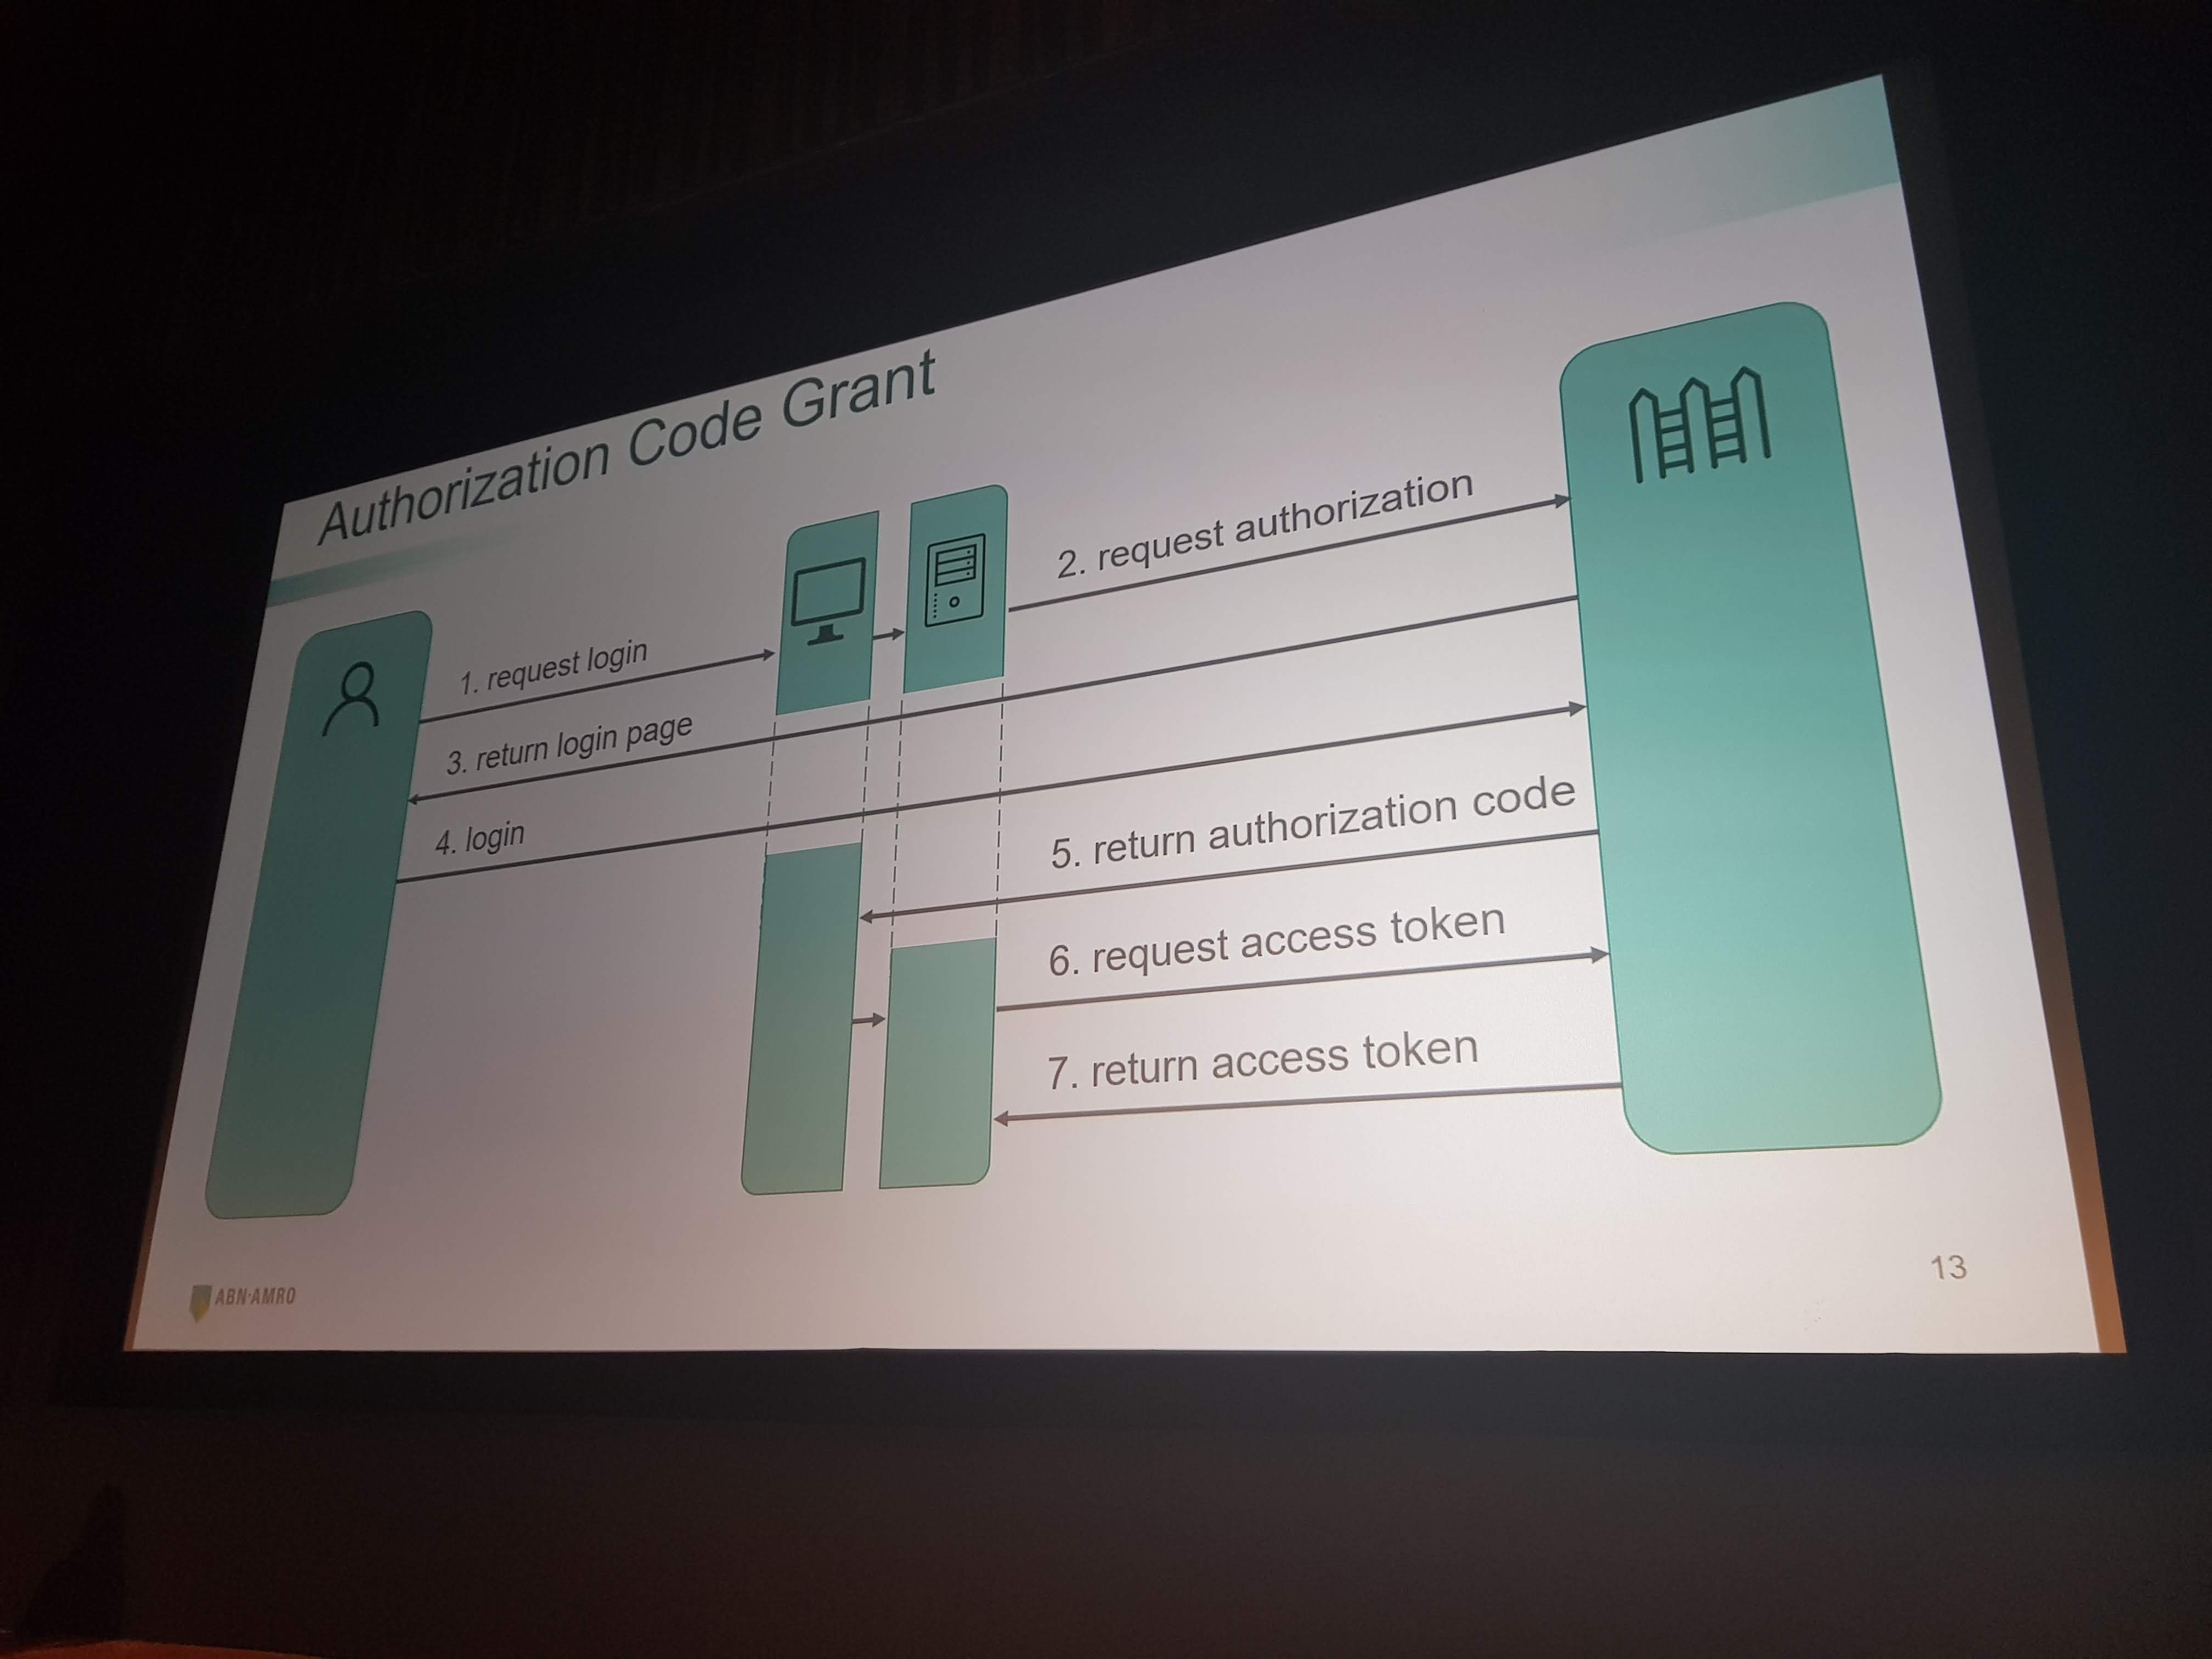 Authorization Code Grant
1. request login
2. request authorization
3. return login page
4. login
5. return authorization code
6. request access token
7. return access token
ABN·AMRO
13